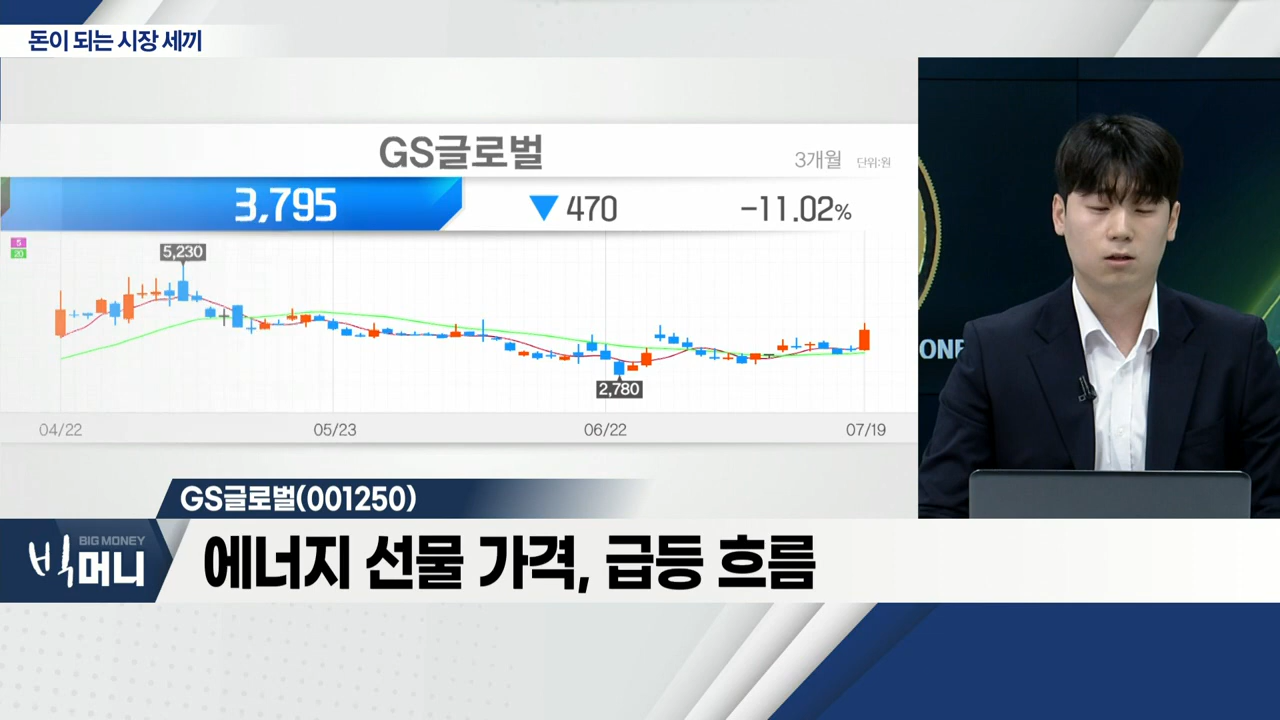 돈이 되는 시장 세끼
GS글로벌
3개월 단위:원
3,795 ▼470 -11.02%
5
20
5,230
2,780
04/22 05/23 06/22 07/19
ONE
GS글로벌(001250)
BIG MONEY
빅머니
에너지 선물 가격, 급등 흐름